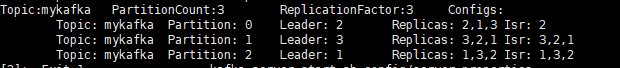 Topic:mykafka PartitionCount:3 ReplicationFactor:3 Configs:
Topic: mykafka Partition: 0 Leader: 2 Replicas: 2,1,3 Isr: 2
Topic: mykafka Partition: 1 Leader: 3 Replicas: 3,2,1 Isr: 3,2,1
Topic: mykafka Partition: 2 Leader: 1 Replicas: 1,3,2 Isr: 1,3,2